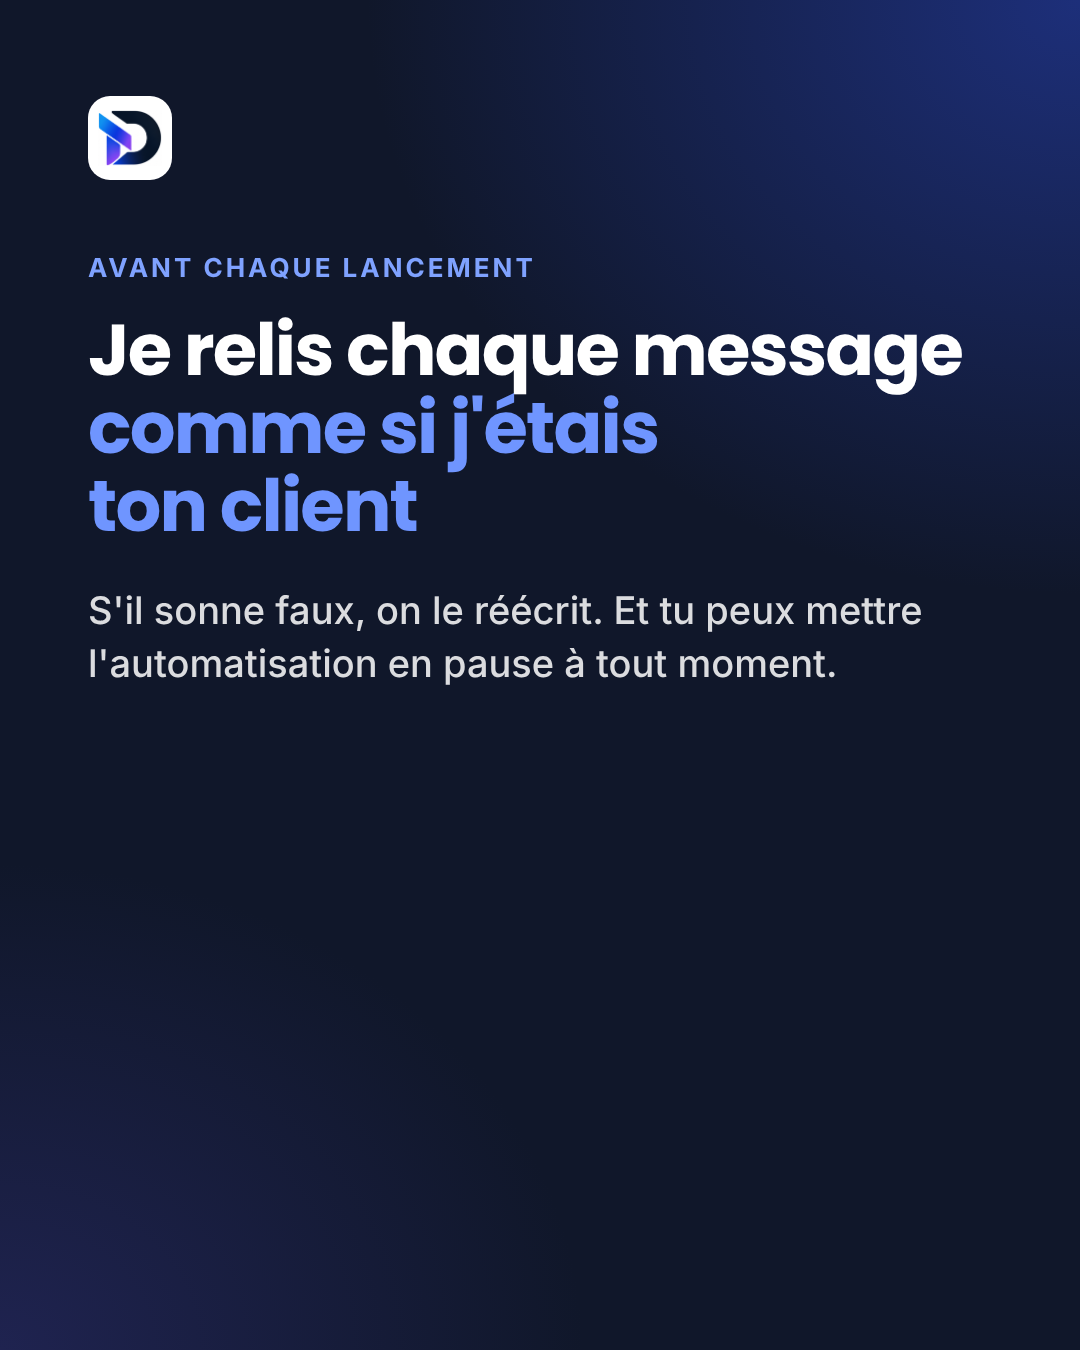 AVANT CHAQUE LANCEMENT
Je relis chaque message
comme si j'étais
ton client
S'il sonne faux, on le réécrit. Et tu peux mettre
l'automatisation en pause à tout moment.